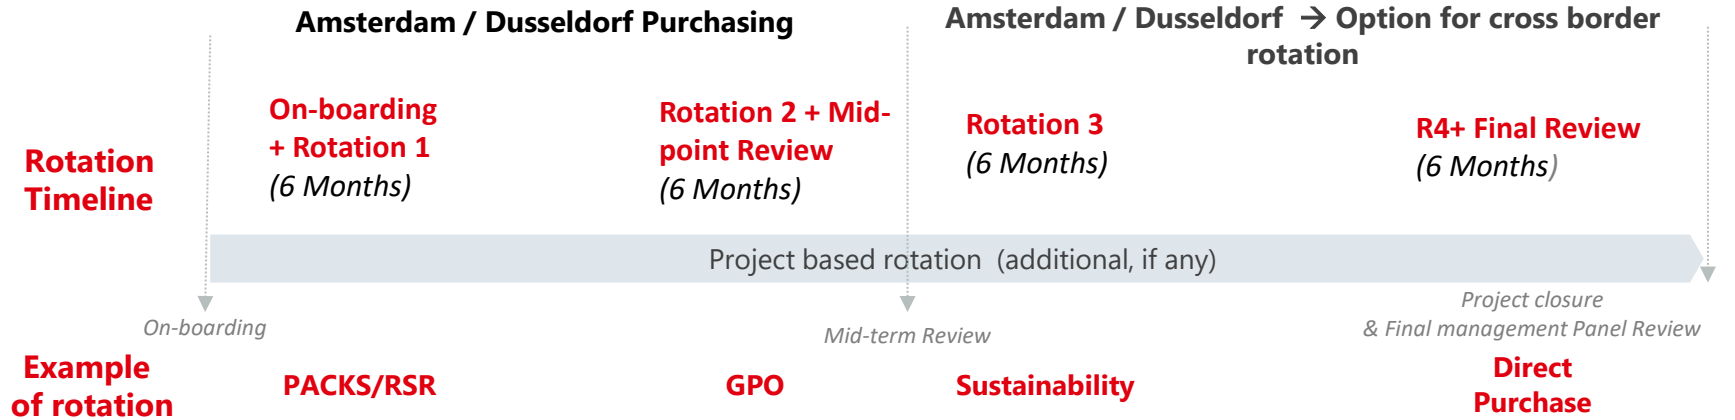 Amsterdam / Dusseldorf Purchasing
Amsterdam / Dusseldorf → Option for cross border
rotation
Rotation
Timeline
On-boarding
+ Rotation 1
(6 Months)
Rotation 2 + Mid-
point Review
(6 Months)
Rotation 3
(6 Months)
R4+ Final Review
(6 Months)
Project based rotation (additional, if any)
On-boarding
Mid-term Review
Project closure
& Final management Panel Review
Example
of rotation
PACKS/RSR
GPO
Sustainability
Direct
Purchase